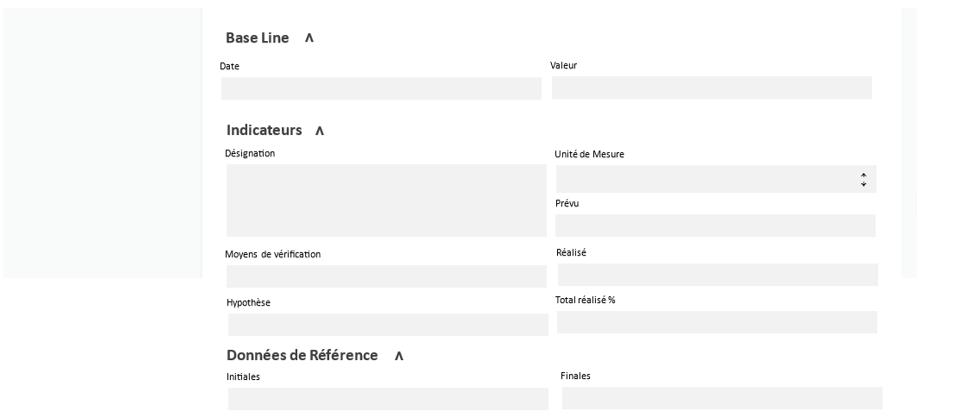 Base Line ʌ
Date
Valeur
Indicateurs ʌ
Désignation
Unité de Mesure
Prévu
Moyens de vérification
Réalisé
Hypothèse
Total réalisé %
Données de Référence ʌ
Initiales
Finales